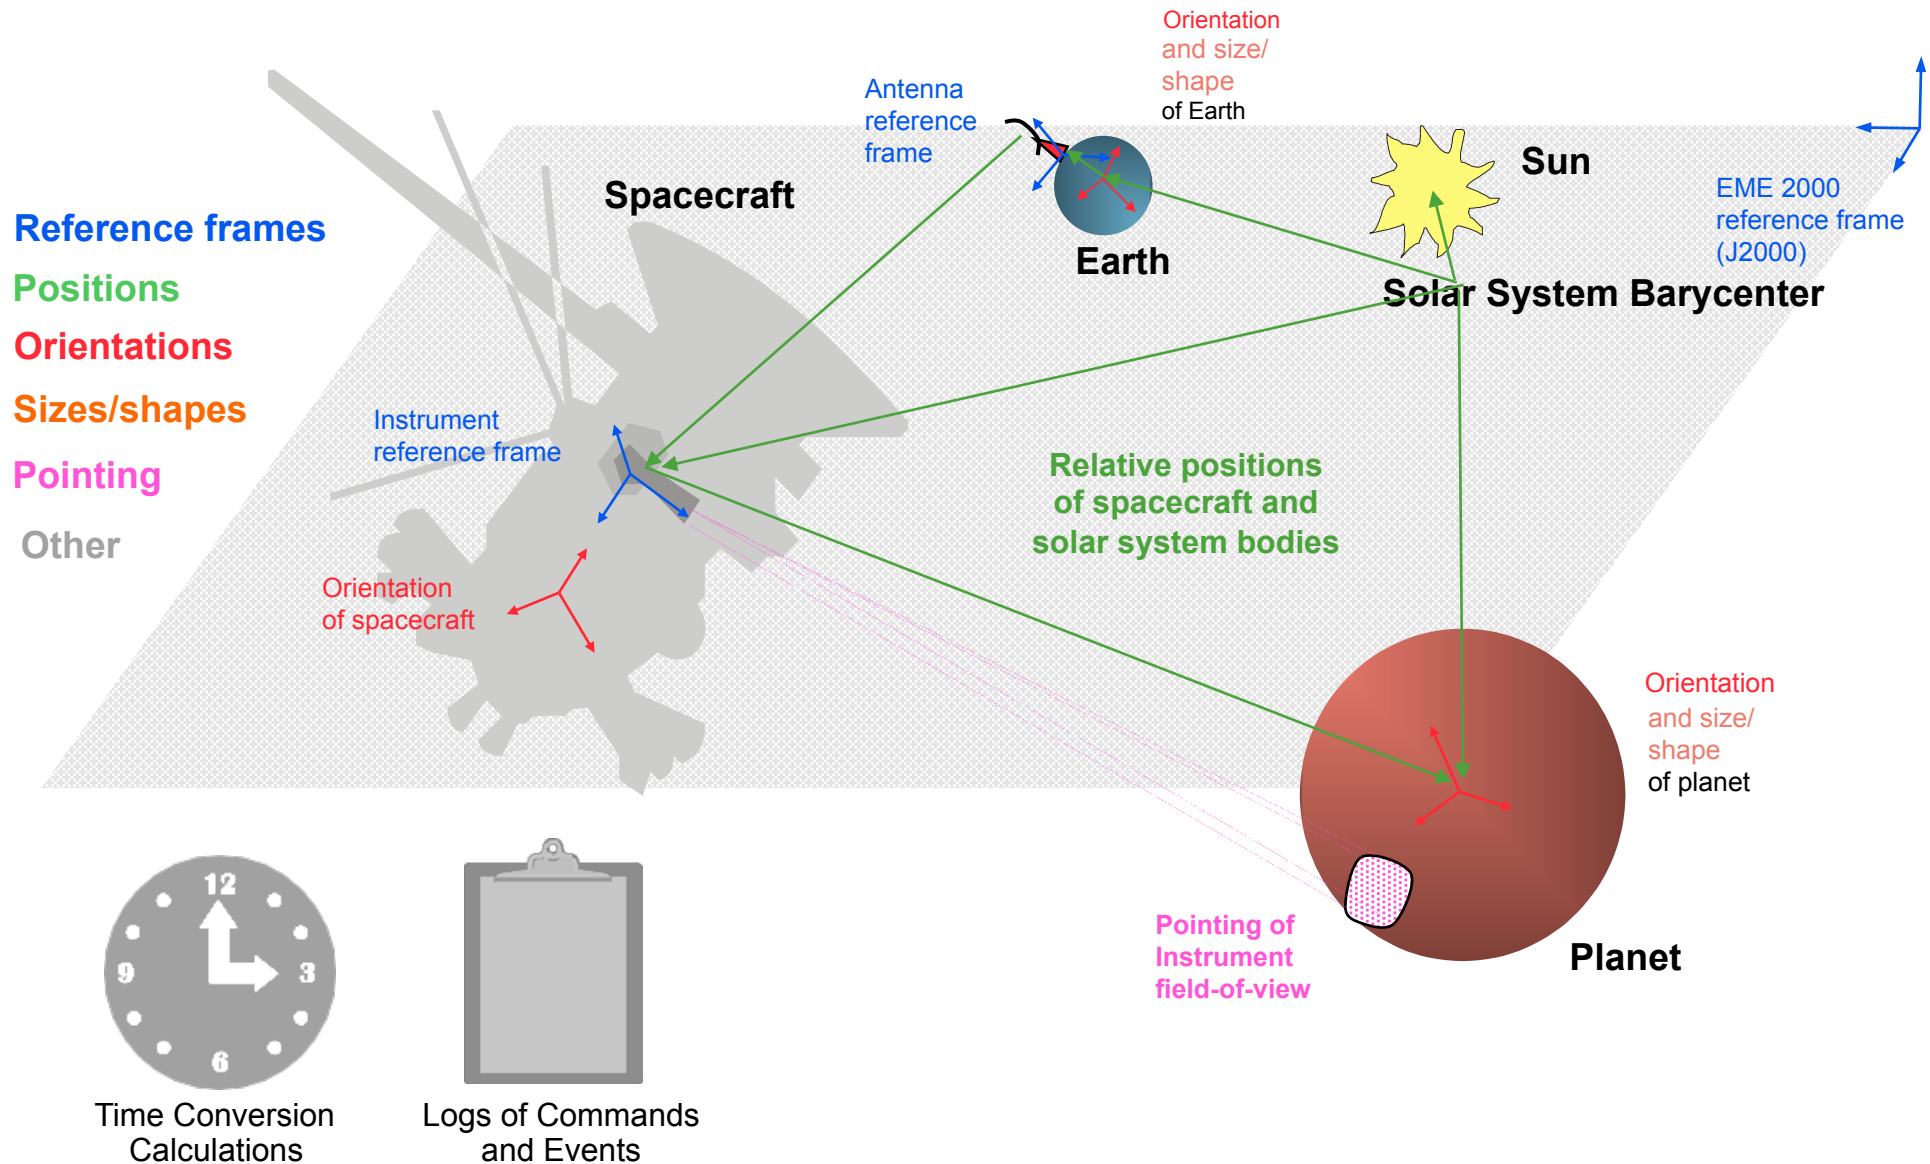 Orientation
and size/
shape
of Earth
Antenna
reference
frame
Sun
Spacecraft
EME 2000
reference frame
(J2000)
Reference frames
Earth
Positions
Solar System Barycenter
Orientations
Sizes/shapes
Instrument
reference frame
Pointing
Relative positions
of spacecraft and
solar system bodies
Other
Orientation
of spacecraft
Orientation
and size/
shape
of planet
12
9
3
6
Pointing of
Instrument
field-of-view
Planet
Time Conversion
Calculations
Logs of Commands
and Events